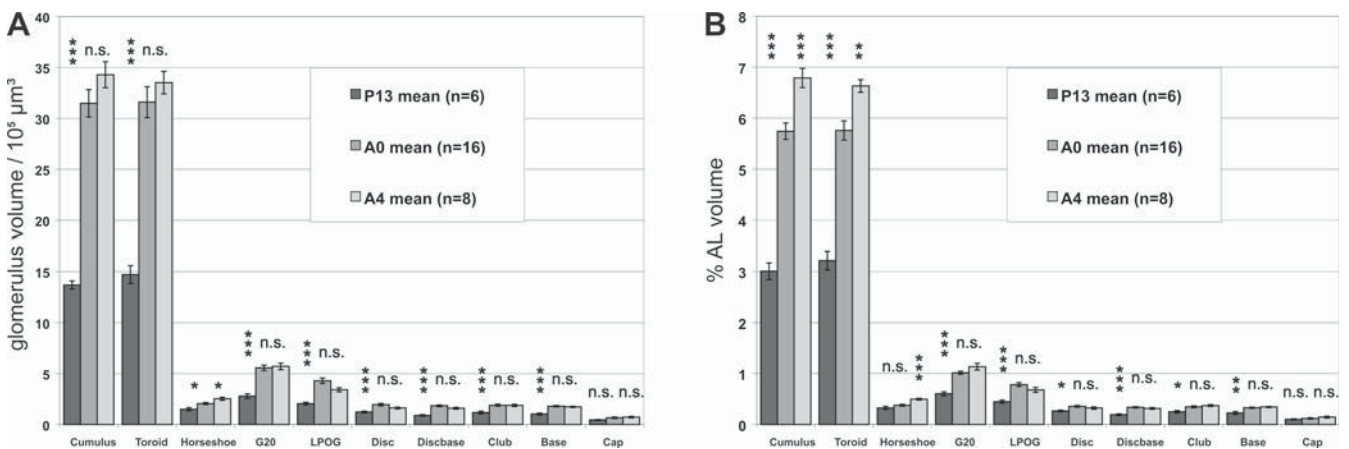 A
glomerulus volume / 10⁵ µm³
40
35
30
25
20
15
10
5
0
*** n.s. *** n.s.
P13 mean (n=6)
A0 mean (n=16)
A4 mean (n=8)
* * *** n.s. *** n.s. *** n.s. *** n.s. *** n.s. *** n.s. n.s. n.s.
Cumulus Toroid Horseshoe G20 LPOG Disc Discbase Club Base Cap
B
% AL volume
8
7
6
5
4
3
2
1
0
*** *** *** **
P13 mean (n=6)
A0 mean (n=16)
A4 mean (n=8)
n.s. *** *** n.s. *** n.s. * n.s. *** n.s. * n.s. ** n.s. n.s. n.s.
Cumulus Toroid Horseshoe G20 LPOG Disc Discbase Club Base Cap